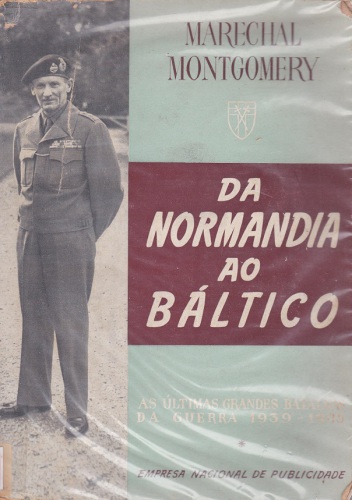 MARECHAL
MONTGOMERY
DA
NORMANDIA
AO
BÁLTICO
AS ÚLTIMAS GRANDES
DA GUERRA 1939
EMPRESA NACIONAL DE PUBLICIDADE